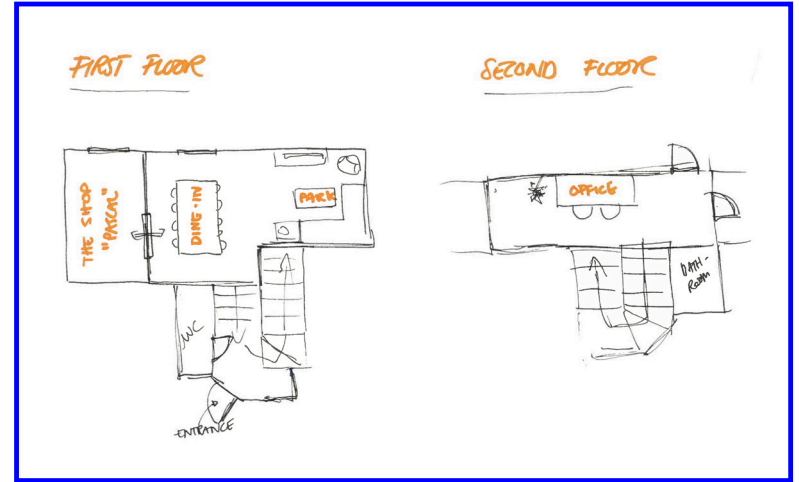 FIRST FLOOR
SECOND FLOOR
THE SHOP
"PASCAL"
DINE-IN
PARK
WC
ENTRANCE
OFFICE
BATH-
ROOM